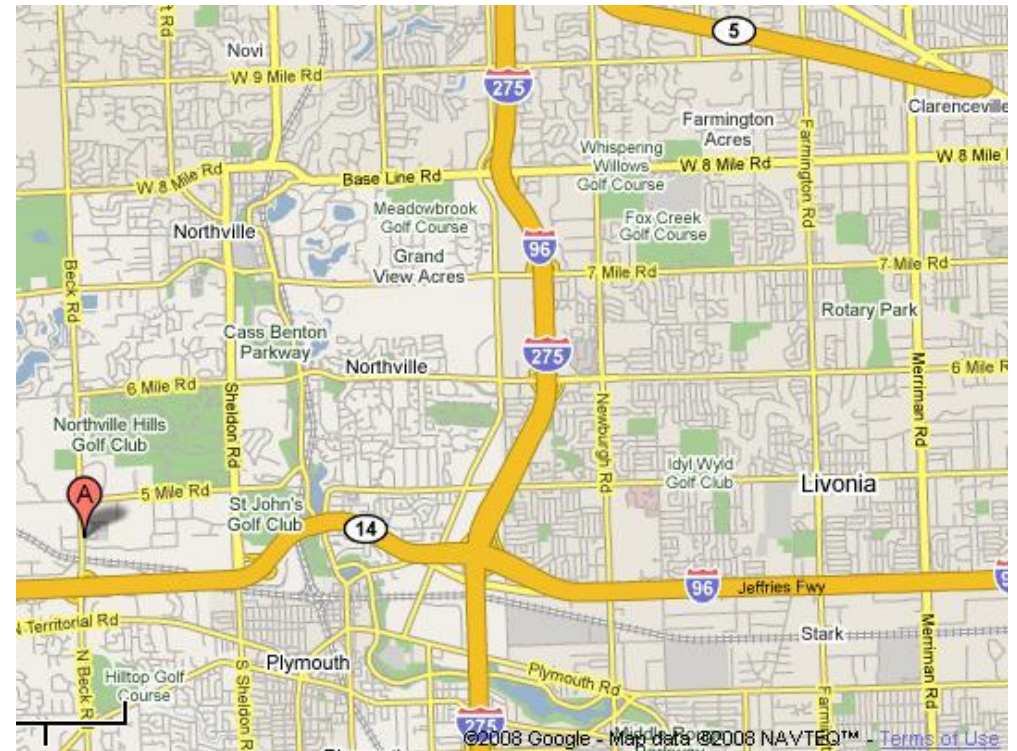 t Rd
Novi
W 9 Mile Rd
275
5
Clarenceville
Farmington
Acres
Farmington Rd
Whispering
Willows
Golf Course
W 8 Mile Rd
W 8 Mile
W 8 Mile Rd
Base Line Rd
Meadowbrook
Golf Course
Fox Creek
Golf Course
Northville
96
Grand
View Acres
7 Mile Rd
7 Mile Rd
Beck Rd
Rotary Park
Cass Benton
Parkway
275
Northville
6 Mile Rd
6 Mile R
Sheldon Rd
Merriman Rd
Newburgh Rd
Northville Hills
Golf Club
Idyl Wyld
Golf Club
Livonia
A
5 Mile Rd
St John's
Golf Club
14
96
Jeffries Fwy
9
N Territorial Rd
Stark
Merriman Rd
Plymouth
N Beck R
Hilltop Golf
Course
S Sheldon R
Plymouth Rd
Farmi
275
©2008 Google - Map data ©2008 NAVTEQ™ - Terms of Use